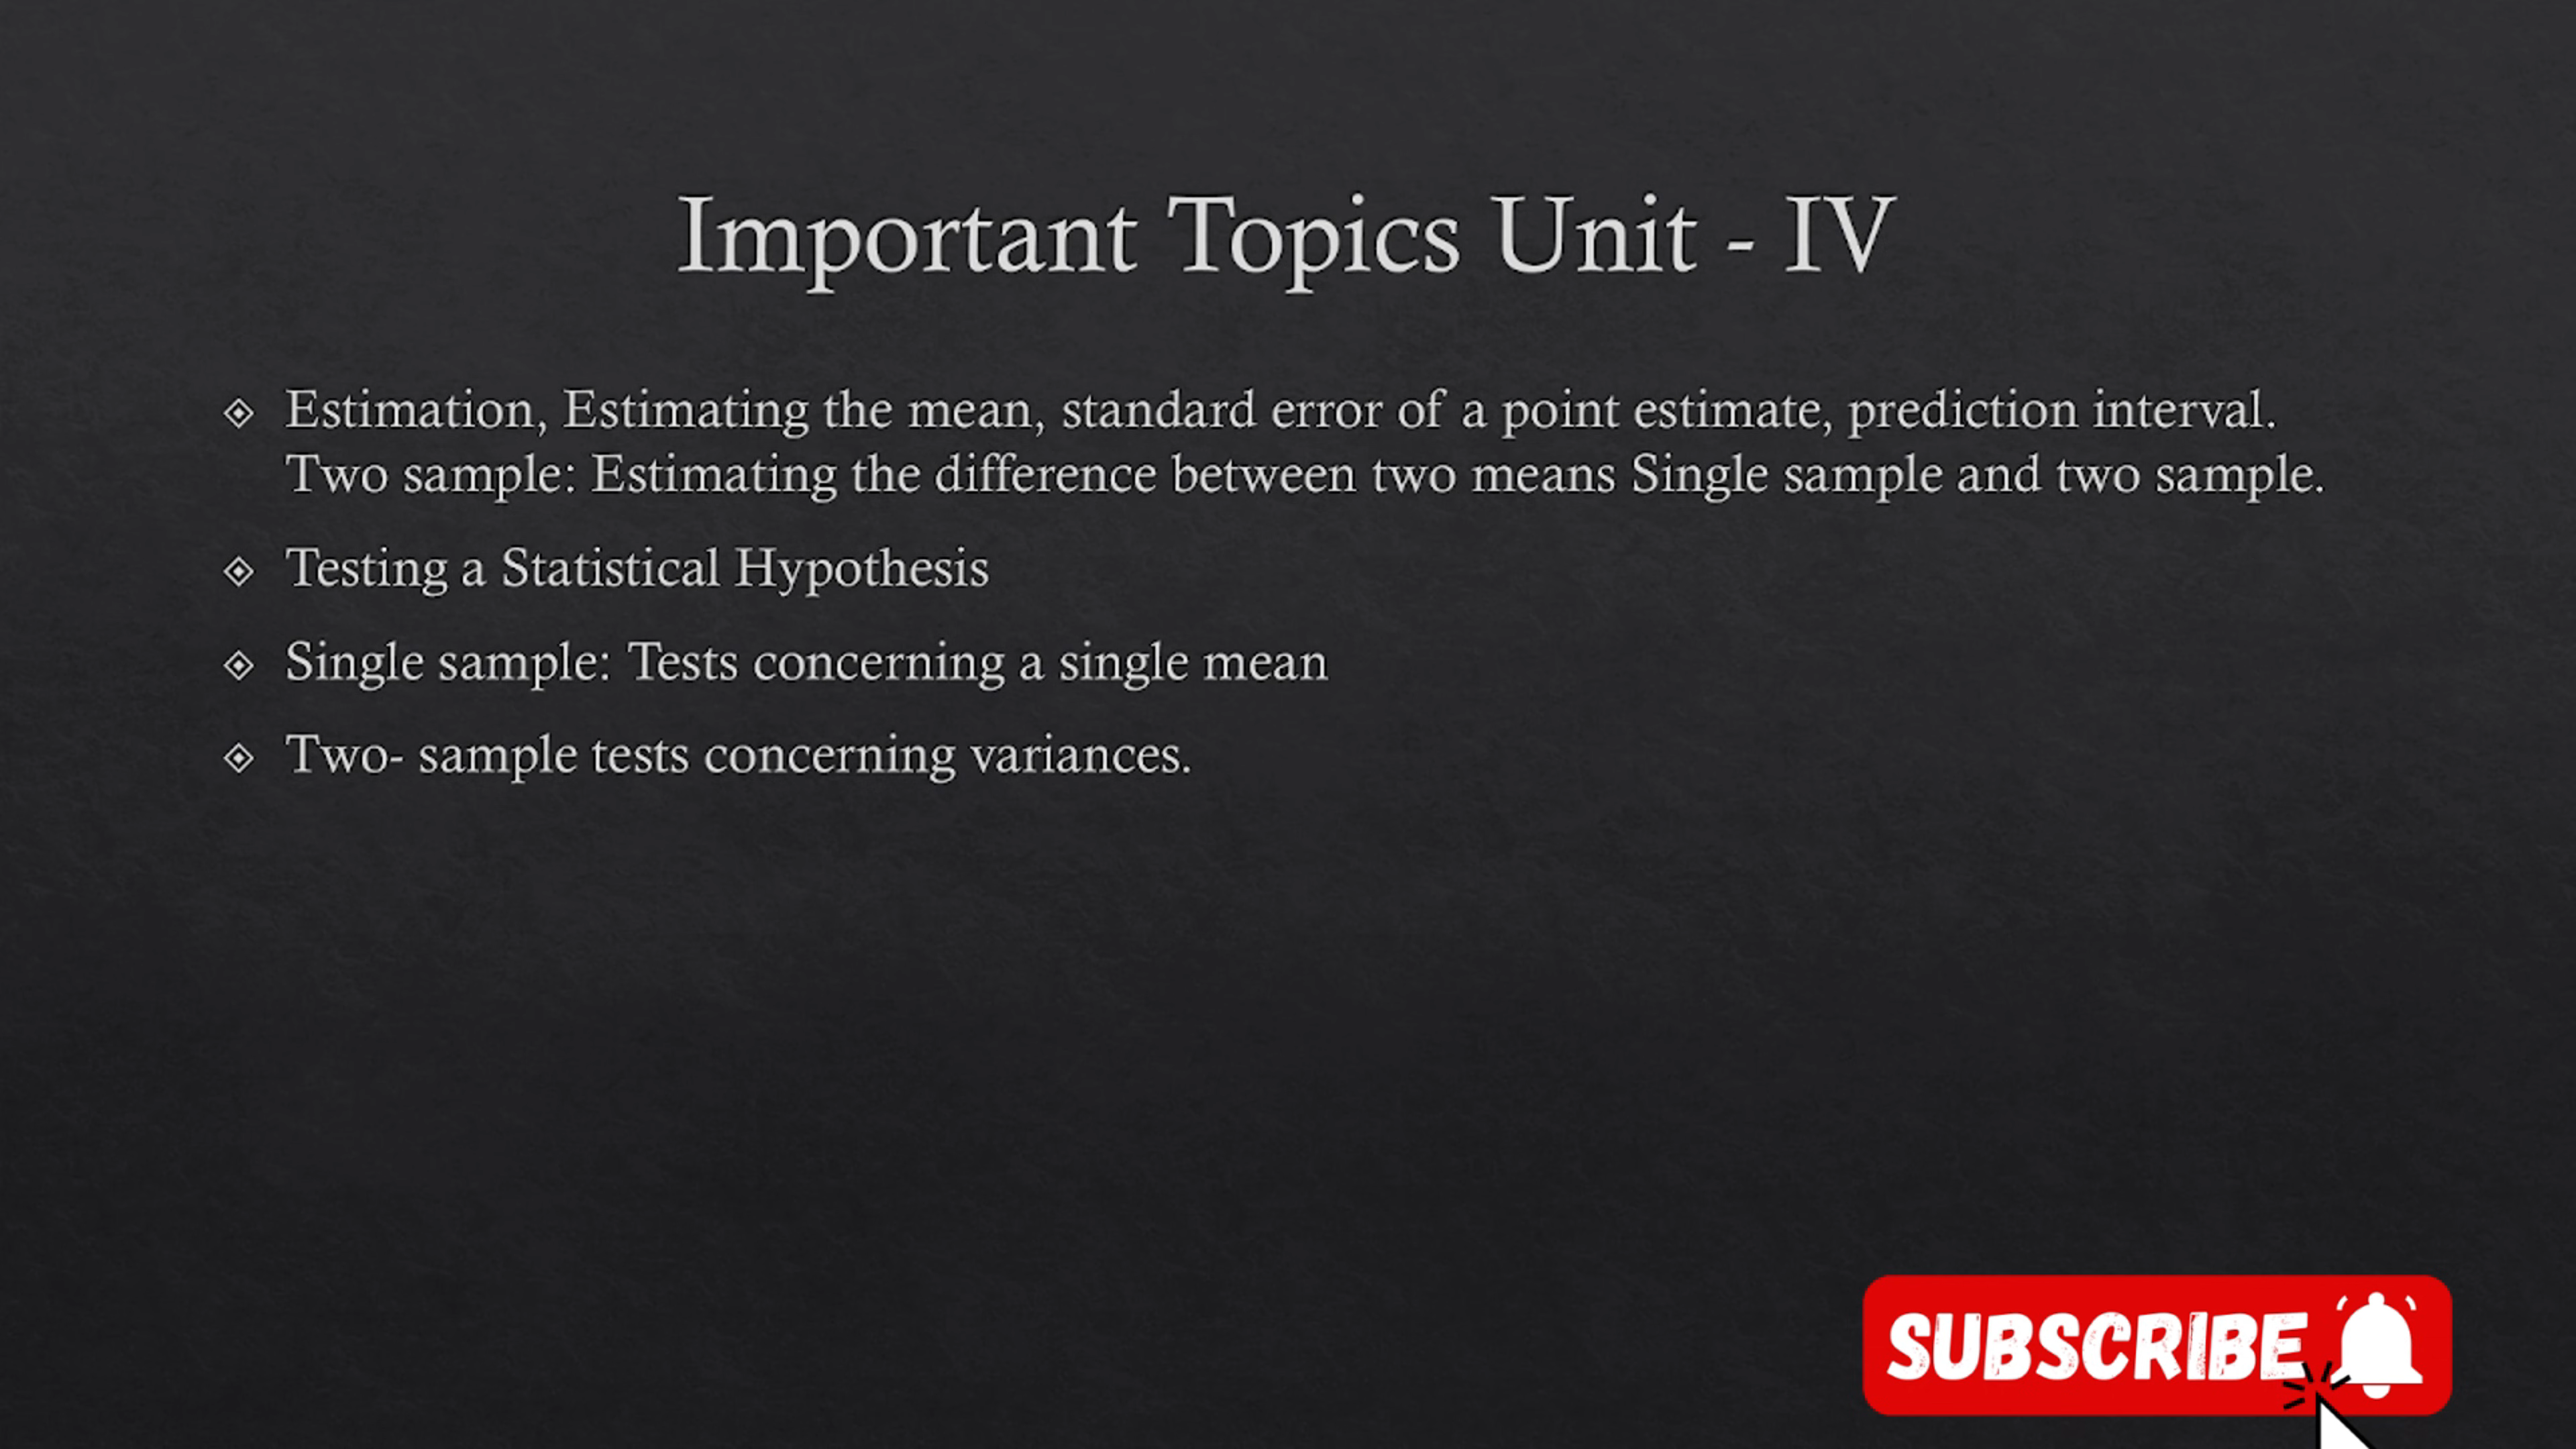 Important Topics Unit - IV
Estimation, Estimating the mean, standard error of a point estimate, prediction interval.
Two sample: Estimating the difference between two means Single sample and two sample.
Testing a Statistical Hypothesis
Single sample: Tests concerning a single mean
Two- sample tests concerning variances.
SUBSCRIBE